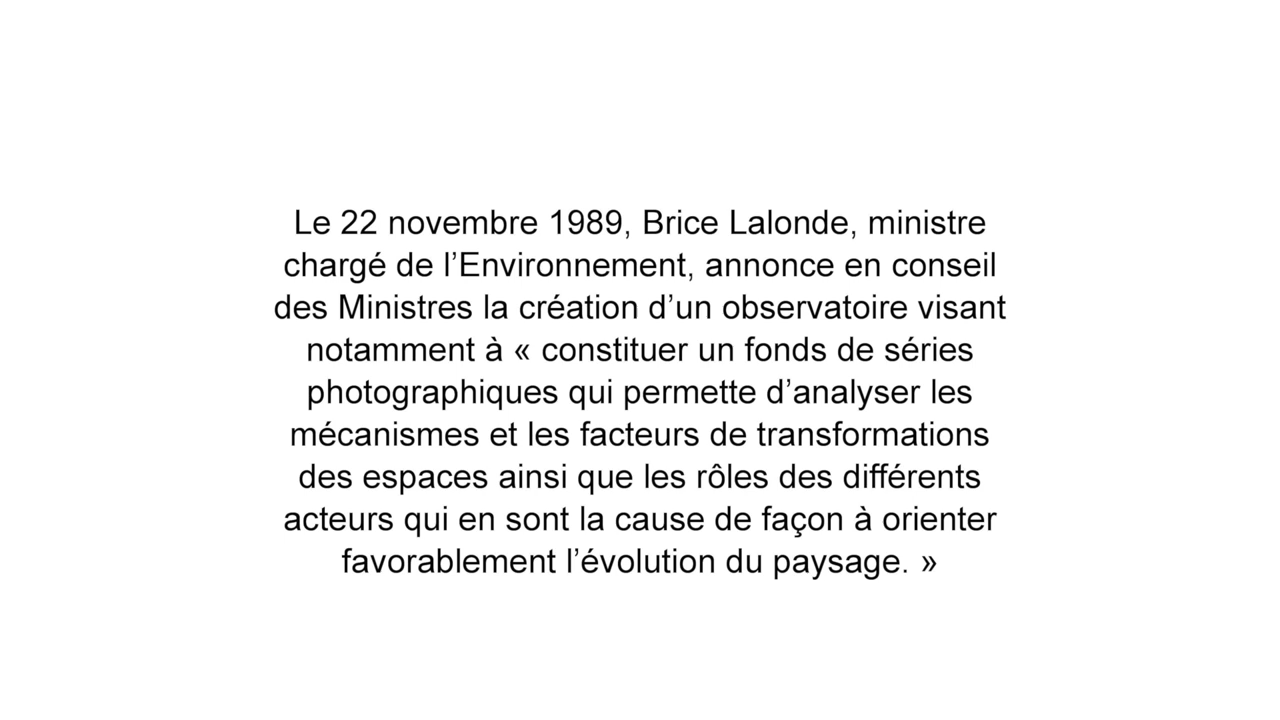 Le 22 novembre 1989, Brice Lalonde, ministre
chargé de l’Environnement, annonce en conseil
des Ministres la création d’un observatoire visant
notamment à « constituer un fonds de séries
photographiques qui permette d’analyser les
mécanismes et les facteurs de transformations
des espaces ainsi que les rôles des différents
acteurs qui en sont la cause de façon à orienter
favorablement l’évolution du paysage. »